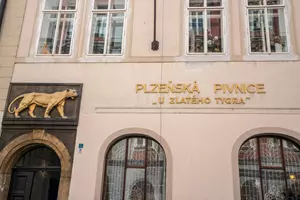 PLZEŇSKÁ PIVNICE
„U ZLATÉHO TYGRA“